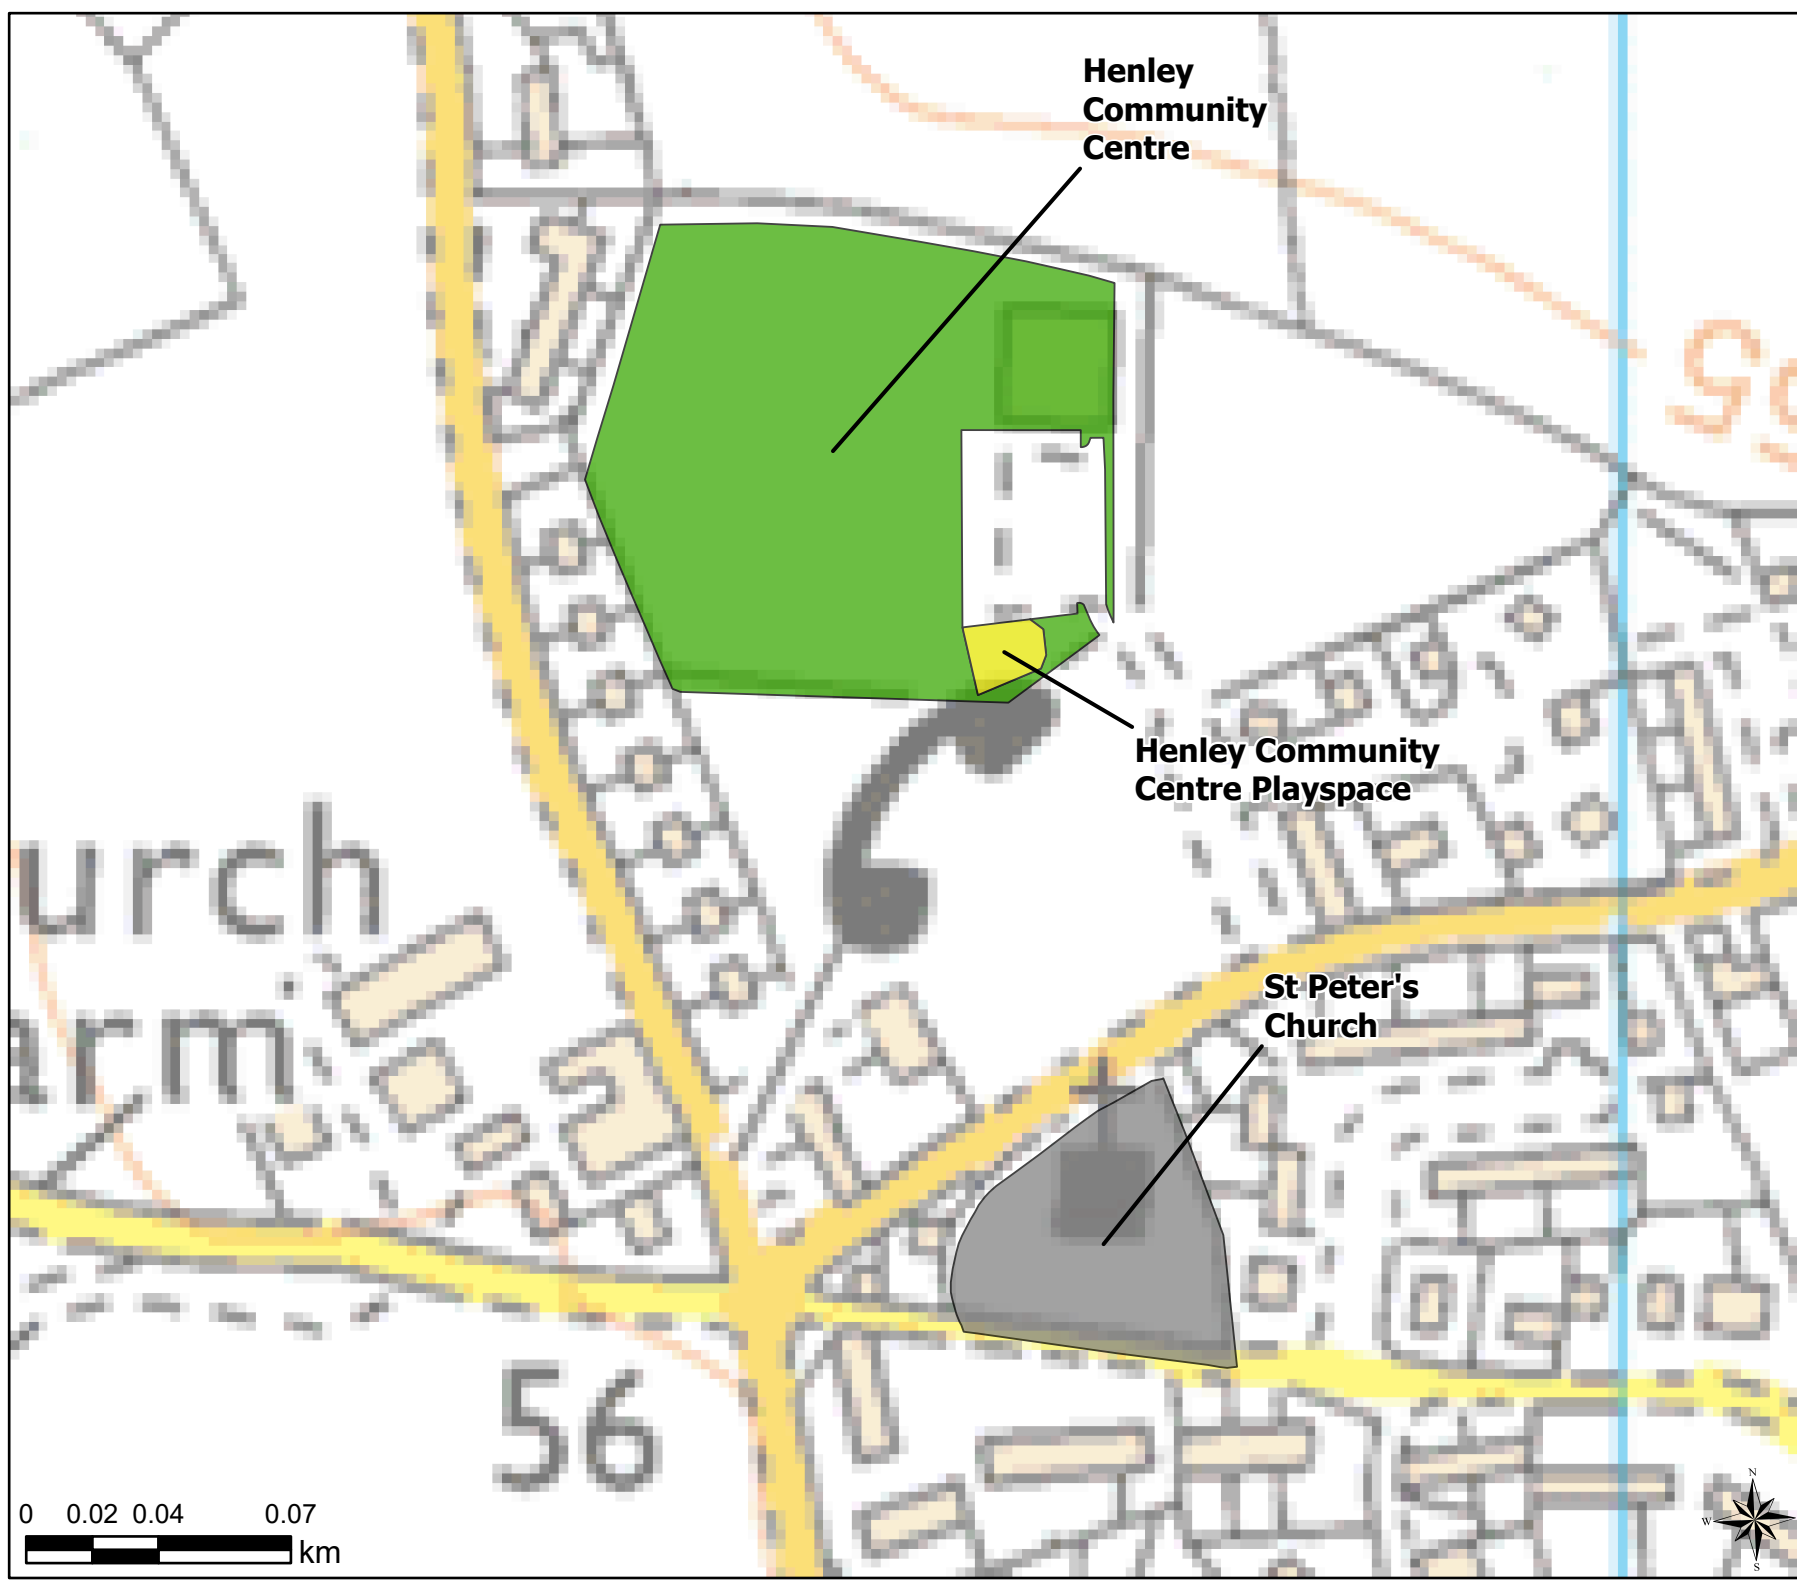 Henley
Community
Centre
55
Henley Community
Centre Playspace
urch
arm
St Peter's
Church
56
0 0.02 0.04 0.07
km
N
W
S